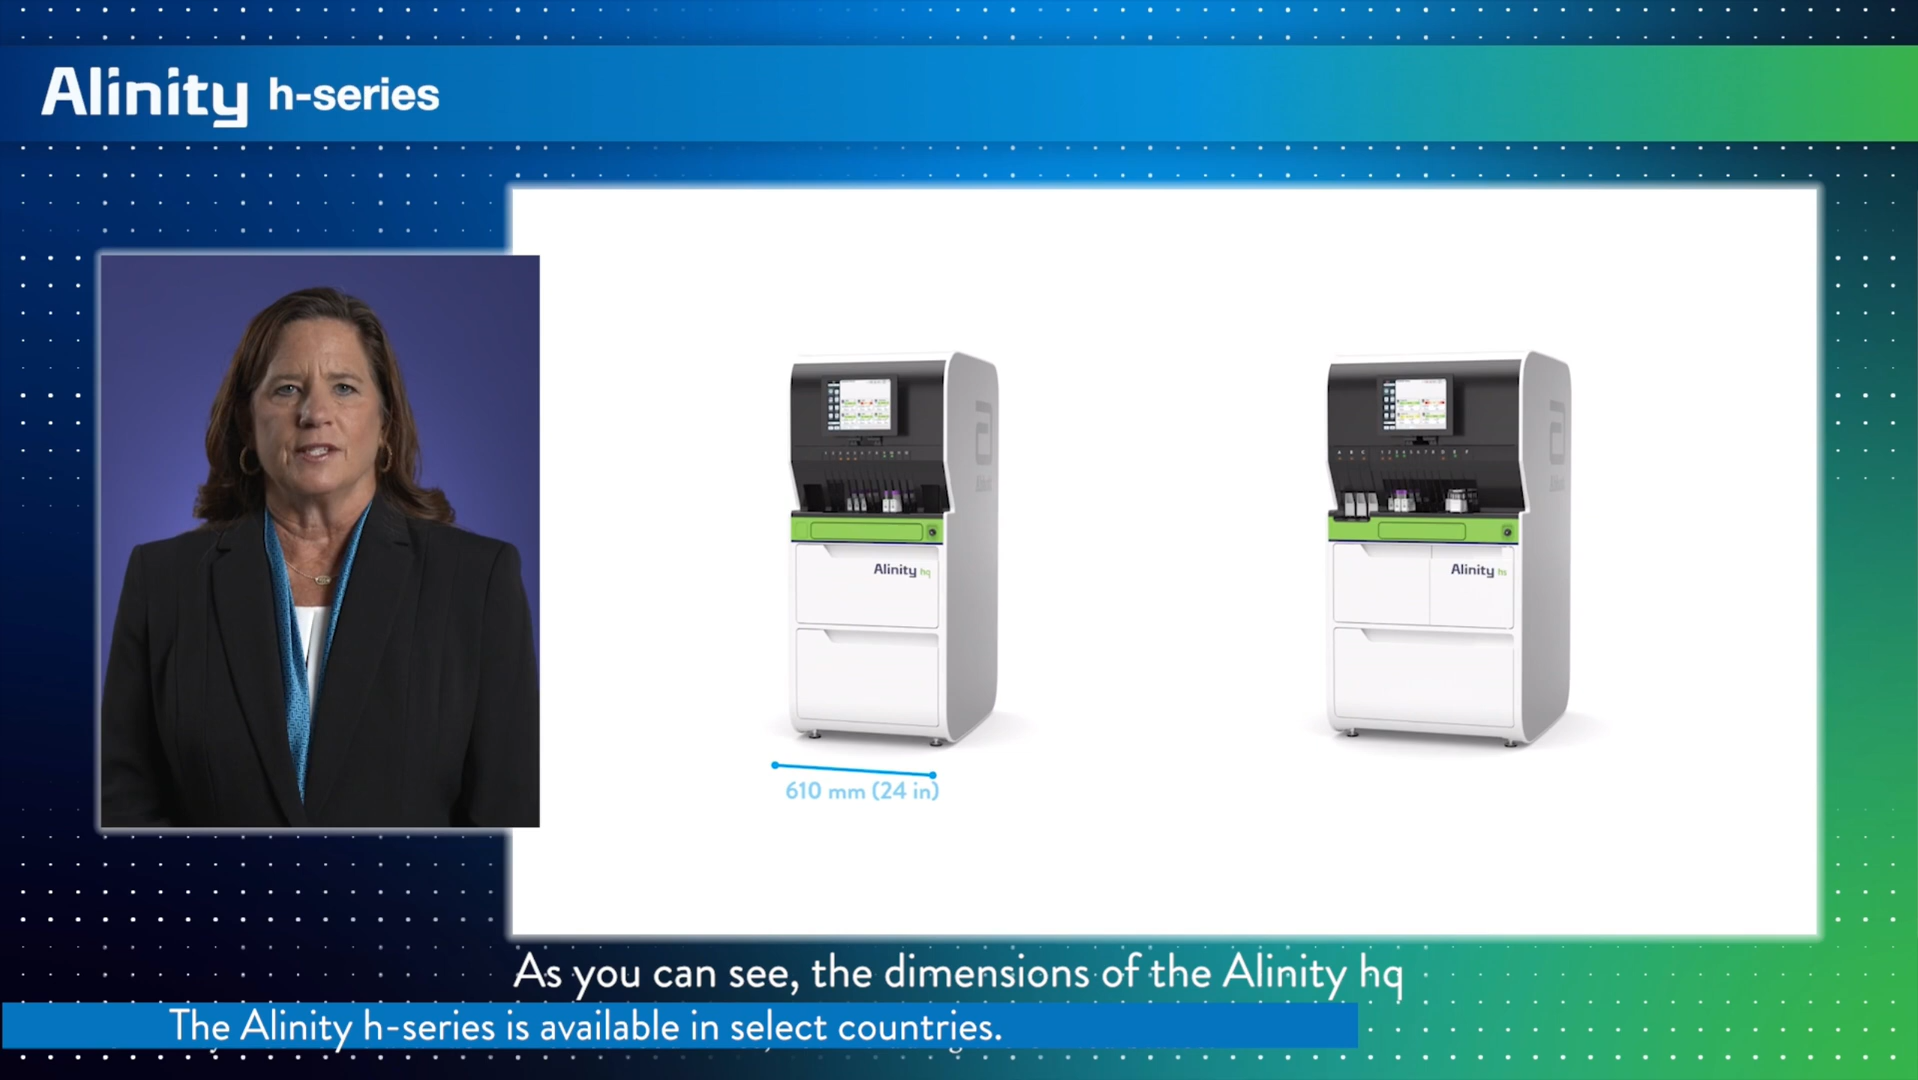 Alinity h-series
Alinity hq
Alinity hs
610 mm (24 in)
As you can see, the dimensions of the Alinity hq
The Alinity h-series is available in select countries.